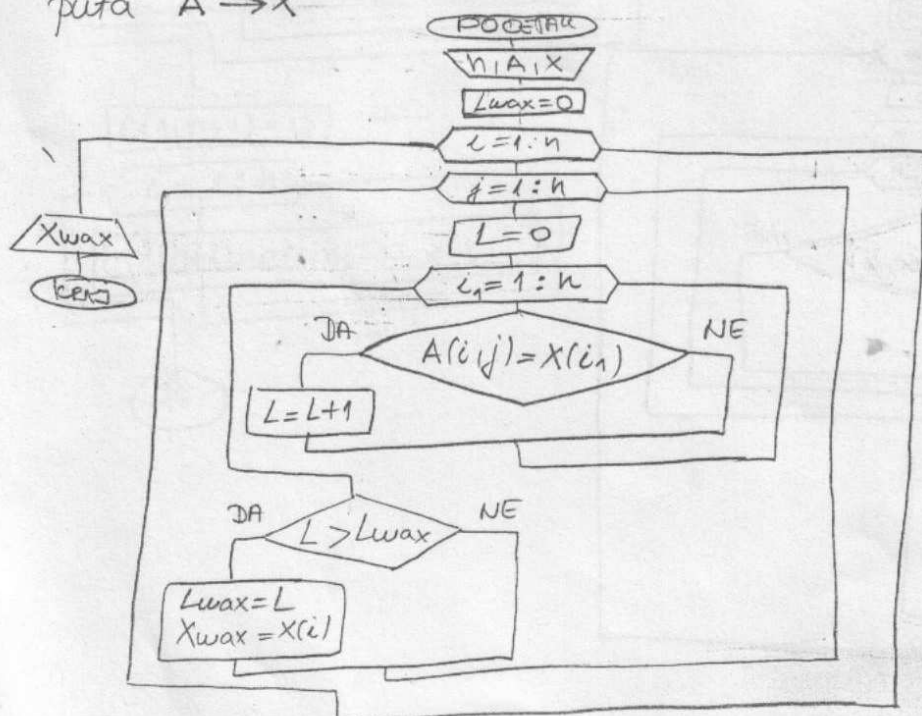 puta A → X
POČETAK
n, A, X
Lmax=0
i=1:n
j=1:n
L=0
i₁=1:n
DA
NE
A(i,j)=X(i₁)
L=L+1
Xmax
KRAJ
DA
NE
L>Lmax
Lmax=L
Xmax=X(i)